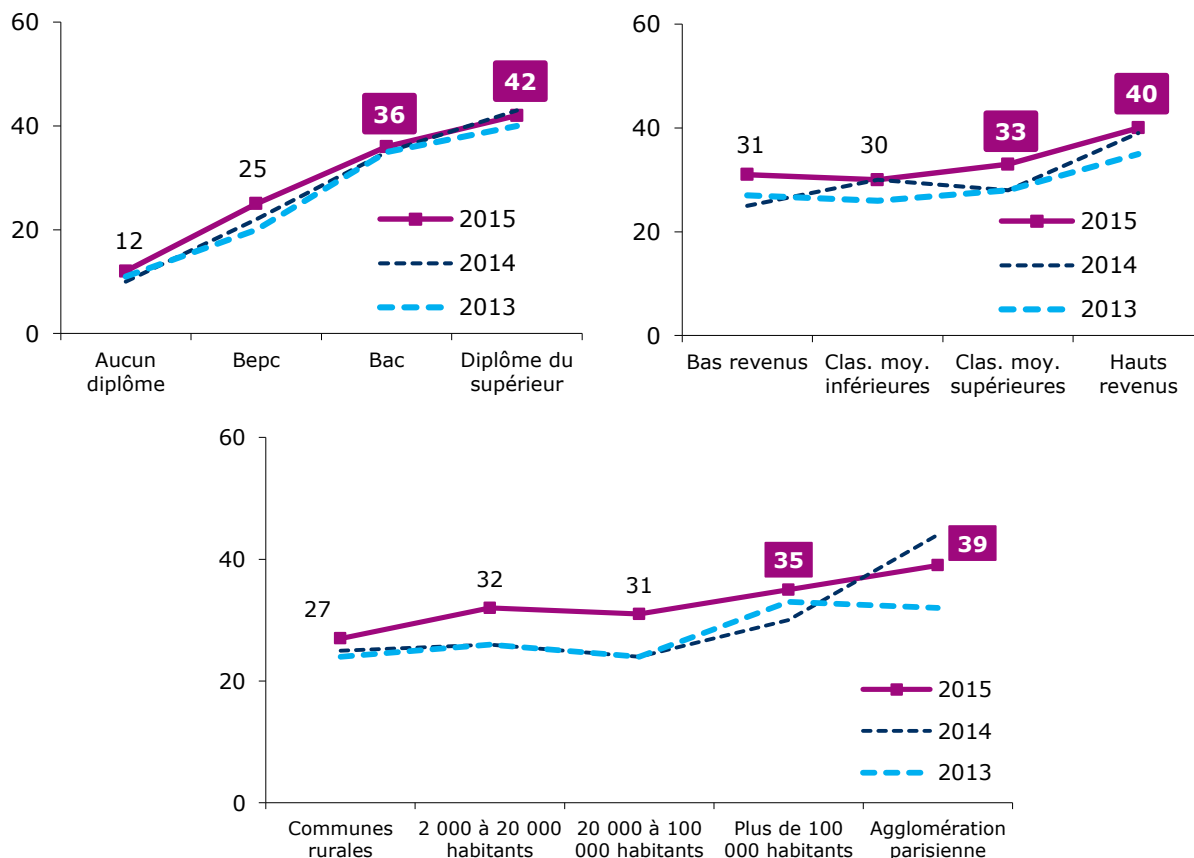 60
40
20
0
12
25
36
42
2015
2014
2013
Aucun
diplôme
Bepc
Bac
Diplôme du
supérieur
60
40
20
0
31
30
33
40
2015
2014
2013
Bas revenus
Clas. moy.
inférieures
Clas. moy.
supérieures
Hauts
revenus
60
40
20
0
27
32
31
35
39
2015
2014
2013
Communes
rurales
2 000 à 20 000
habitants
20 000 à 100
000 habitants
Plus de 100
000 habitants
Agglomération
parisienne